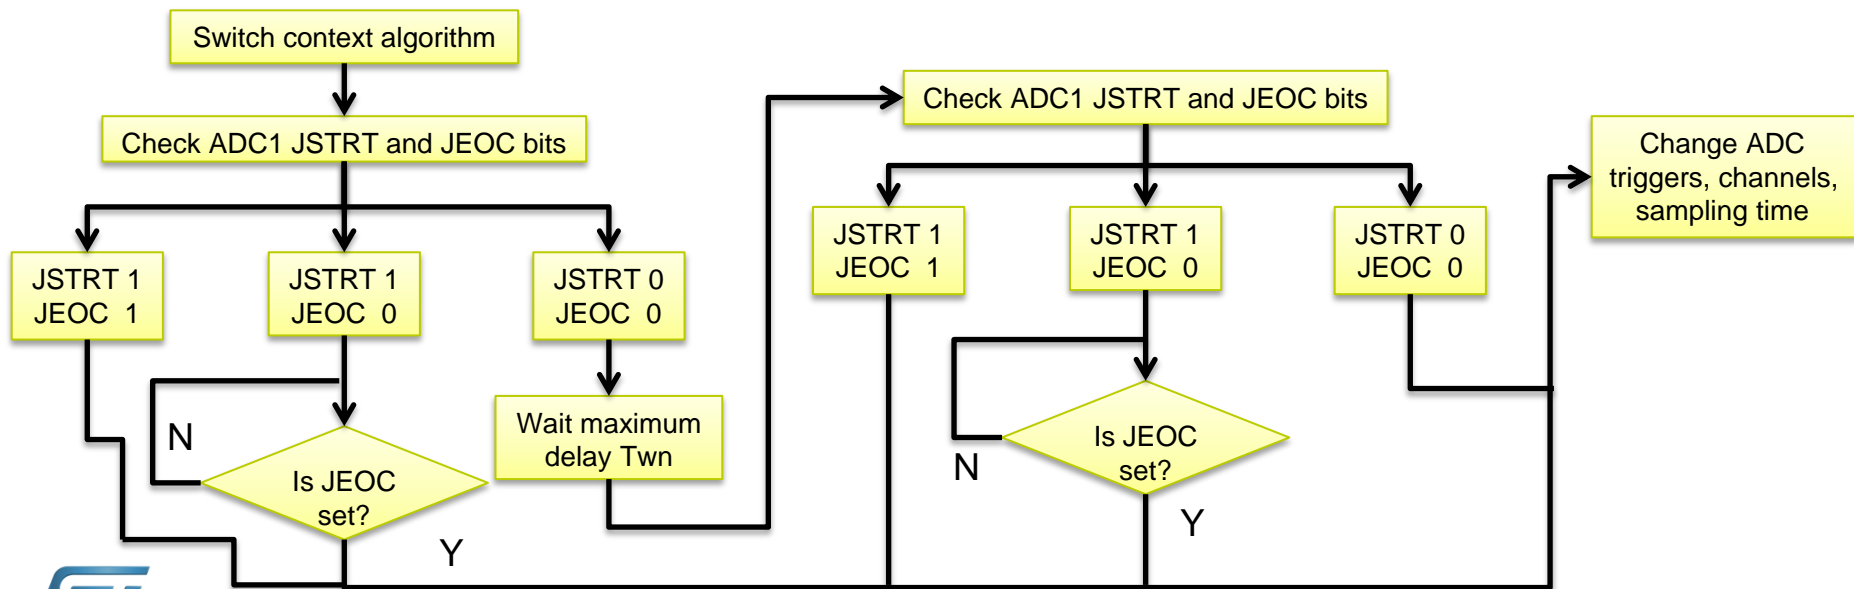 Switch context algorithm
Check ADC1 JSTRT and JEOC bits
JSTRT 1
JEOC 1
JSTRT 1
JEOC 0
JSTRT 0
JEOC 0
N
Is JEOC
set?
Y
Wait maximum
delay Twn
Check ADC1 JSTRT and JEOC bits
JSTRT 1
JEOC 1
JSTRT 1
JEOC 0
JSTRT 0
JEOC 0
N
Is JEOC
set?
Y
Change ADC
triggers, channels,
sampling time